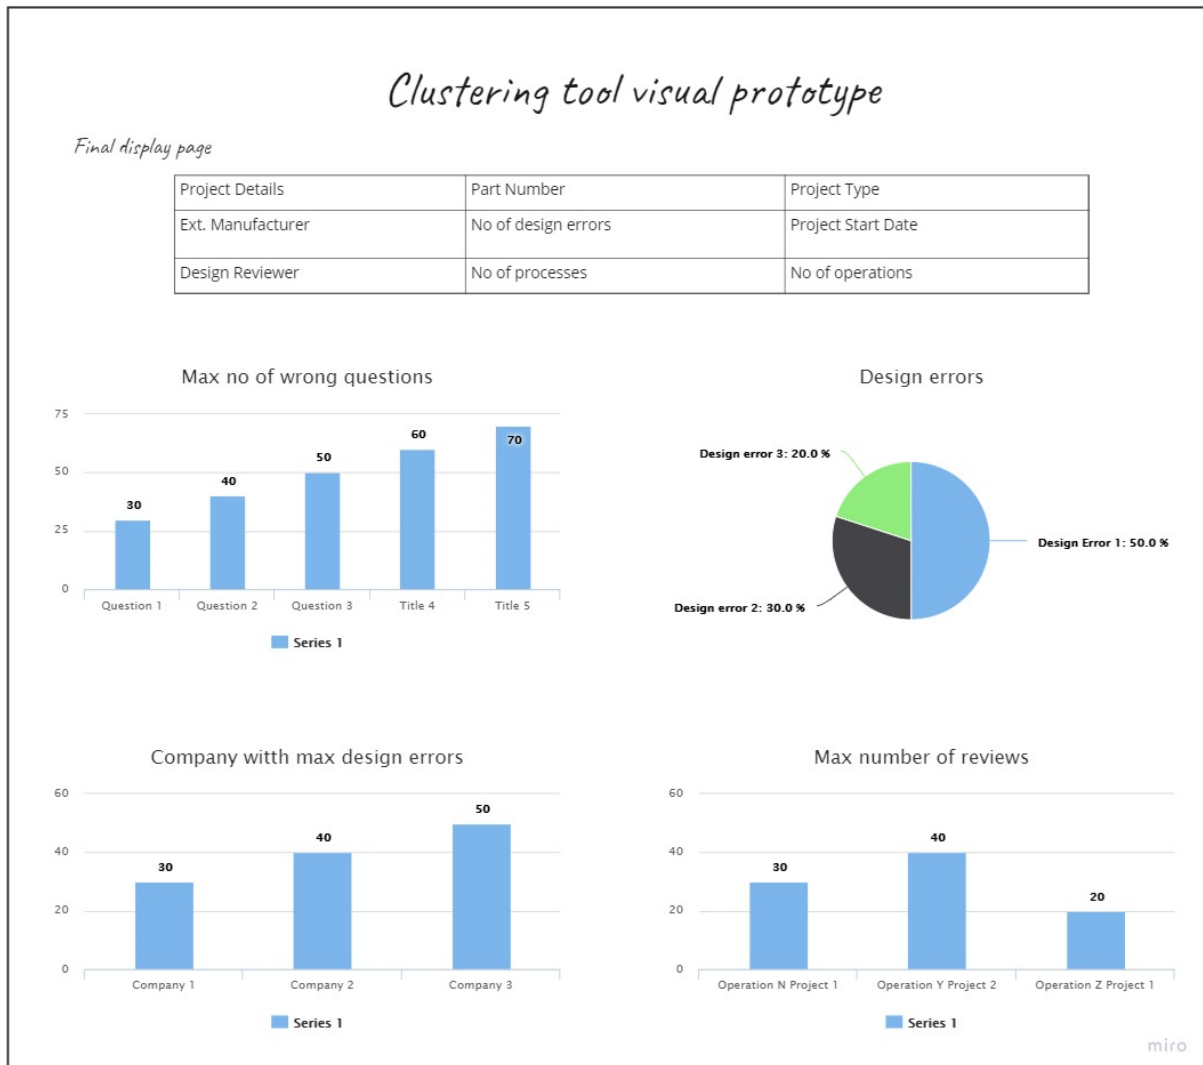 Clustering tool visual prototype
Final display page
Project Details Part Number Project Type
Ext. Manufacturer No of design errors Project Start Date
Design Reviewer No of processes No of operations
Max no of wrong questions
75
50
25
0
30
40
50
60
70
Question 1 Question 2 Question 3 Title 4 Title 5
Series 1
Design errors
Design error 3: 20.0 %
Design Error 1: 50.0 %
Design error 2: 30.0 %
Company witth max design errors
60
40
20
0
30
40
50
Company 1 Company 2 Company 3
Series 1
Max number of reviews
60
40
20
0
30
40
20
Operation N Project 1 Operation Y Project 2 Operation Z Project 1
Series 1
miro